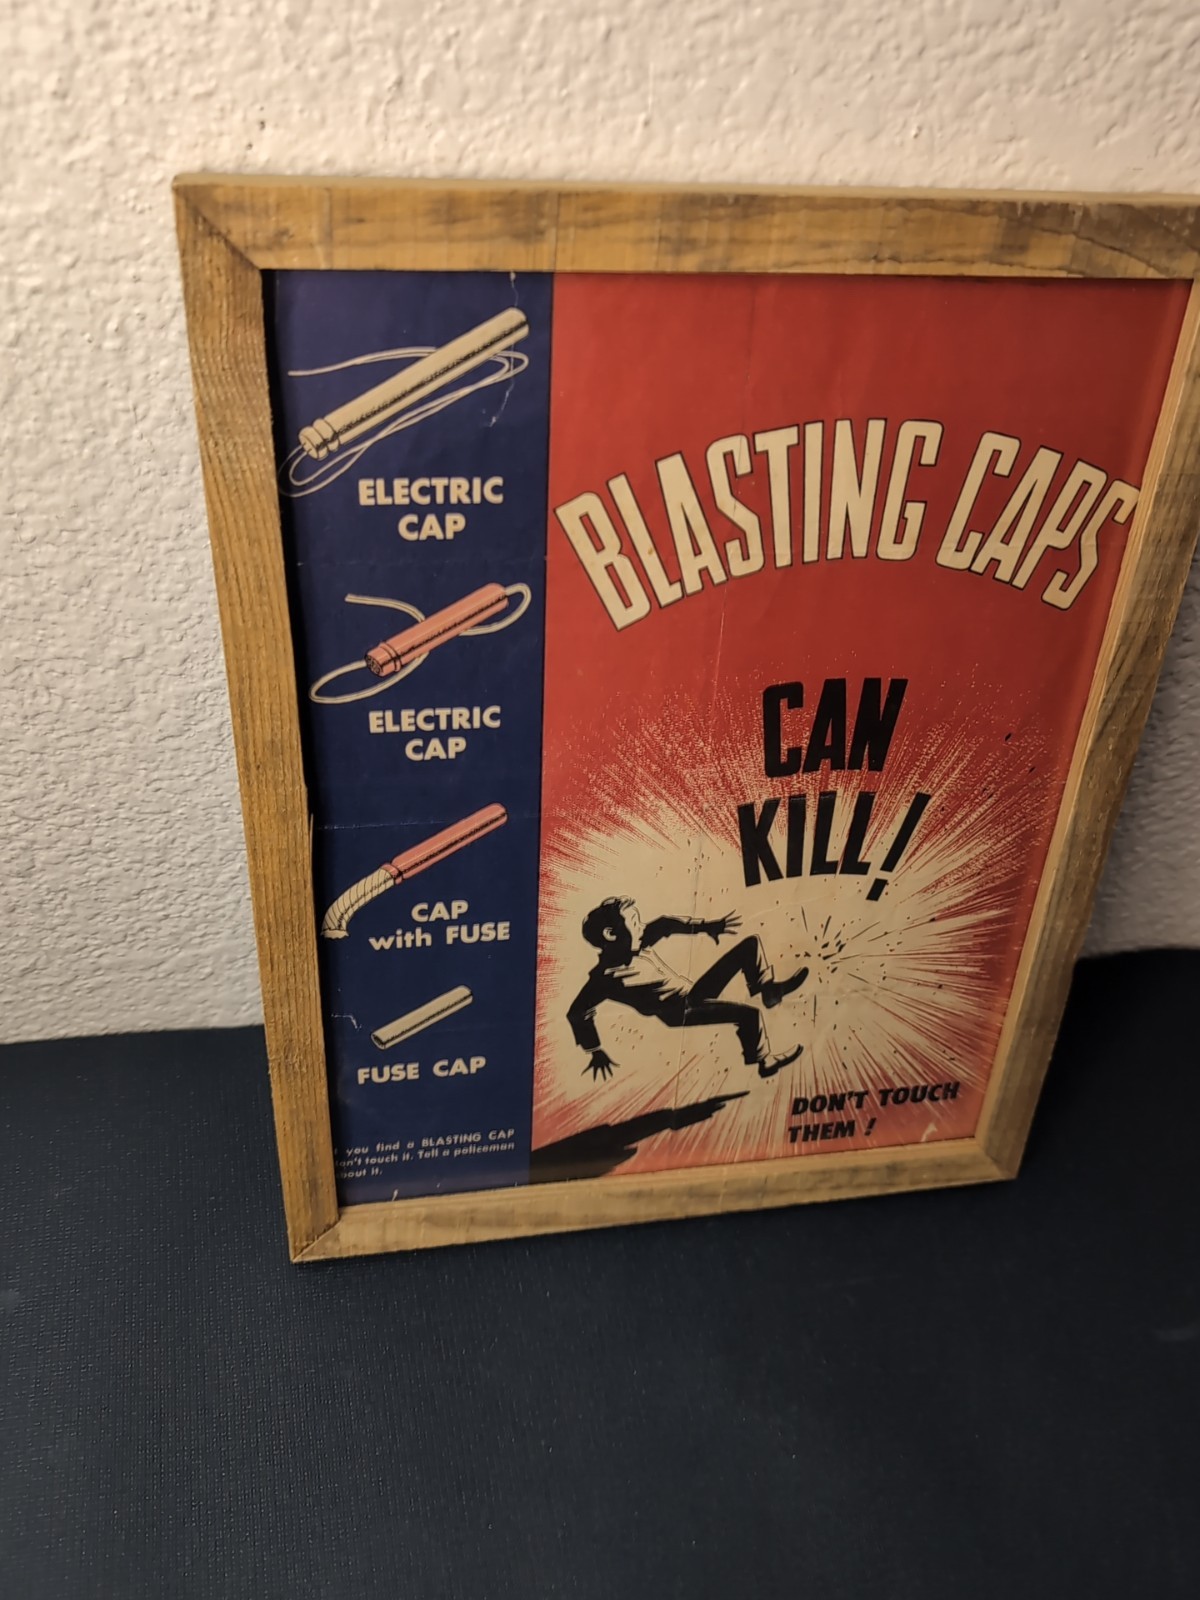 ELECTRIC
CAP
ELECTRIC
CAP
CAP
with FUSE
FUSE CAP
you find a BLASTING CAP
touch it. Tell a policeman
it.
BLASTING CAPS
CAN
KILL!
DON'T TOUCH
THEM!